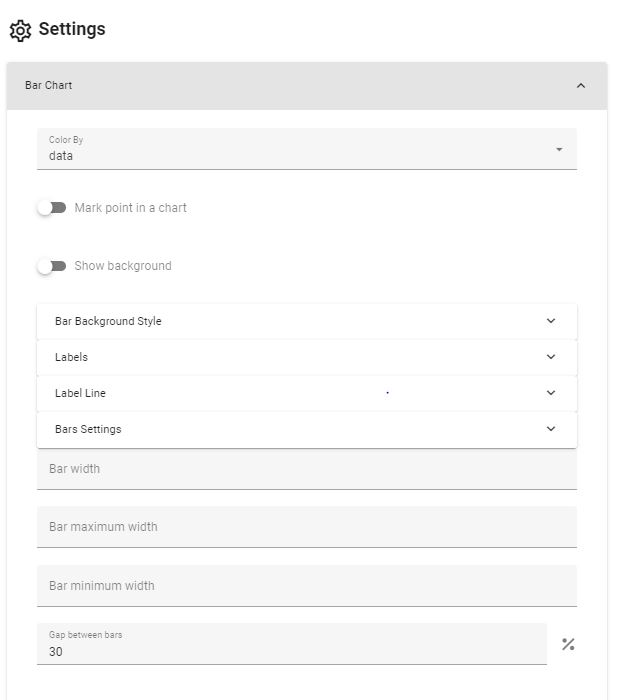 Settings
Bar Chart
Color By
data
Mark point in a chart
Show background
Bar Background Style
Labels
Label Line
Bars Settings
Bar width
Bar maximum width
Bar minimum width
Gap between bars
30 %